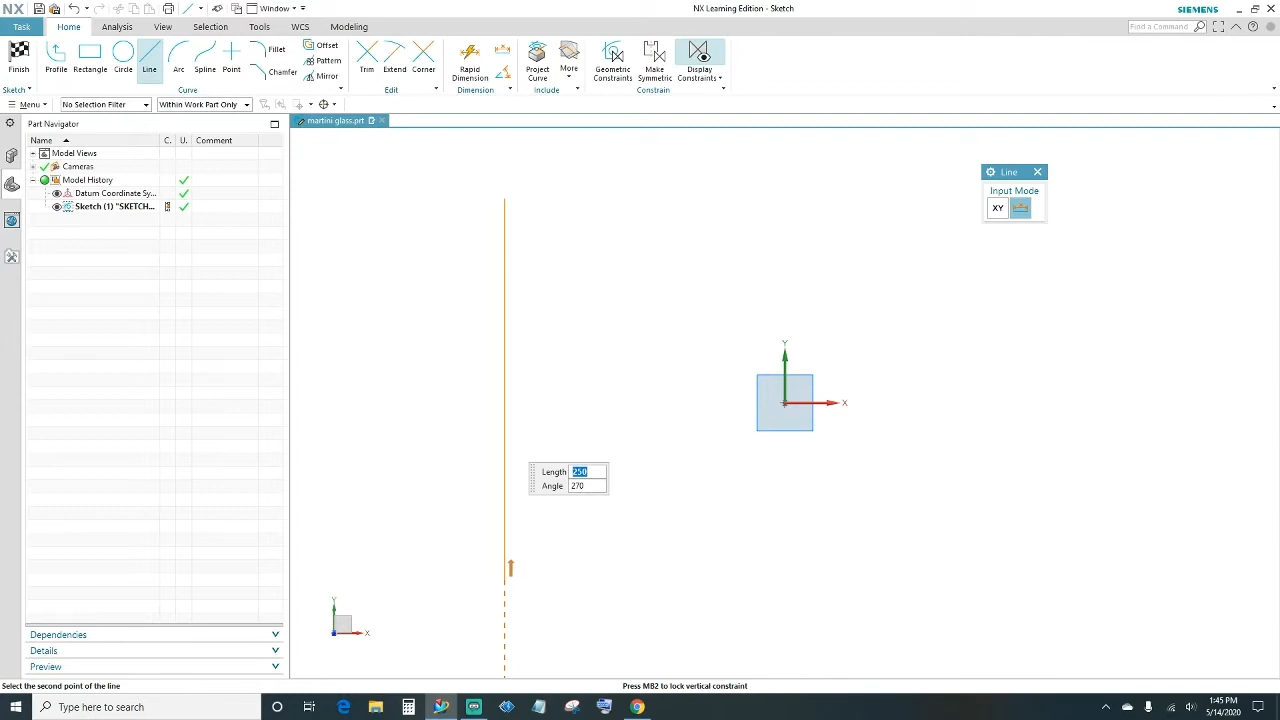 NX Window NX Learning Edition - Sketch SIEMENS
Task Home Analysis View Selection Tools WCS Modeling Find a Command
Finish Profile Rectangle Circle Line Arc Spline Point Fillet Chamfer Offset Pattern Mirror Trim Extend Corner Rapid Dimension Project Curve More Geometric Constraints Make Symmetric Display Constraints
Sketch Curve Edit Dimension Include Constrain
Menu No Selection Filter Within Work Part Only
Part Navigator martini glass.prt
Name C. U. Comment
Model Views
Cameras
Model History
Datum Coordinate Sy...
Sketch (1) "SKETCH...
Line
Input Mode
XY
Y
X
Length 250
Angle 270
Y
X
Dependencies
Details
Preview
Select the second point of the line Press MB2 to lock vertical constraint
Type here to search 1:45 PM
5/14/2020